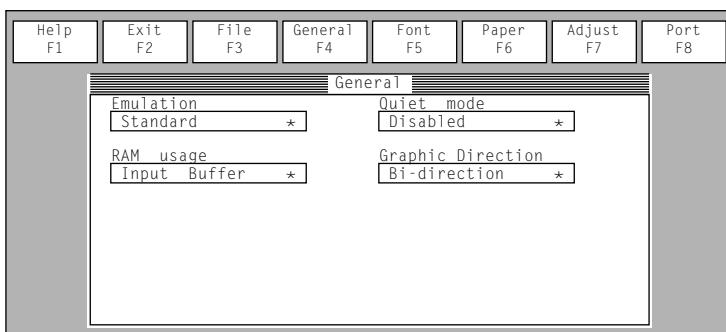 Help Exit File General Font Paper Adjust Port
F1 F2 F3 F4 F5 F6 F7 F8
General
Emulation Quiet mode
Standard * Disabled *
RAM usage Graphic Direction
Input Buffer * Bi-direction *